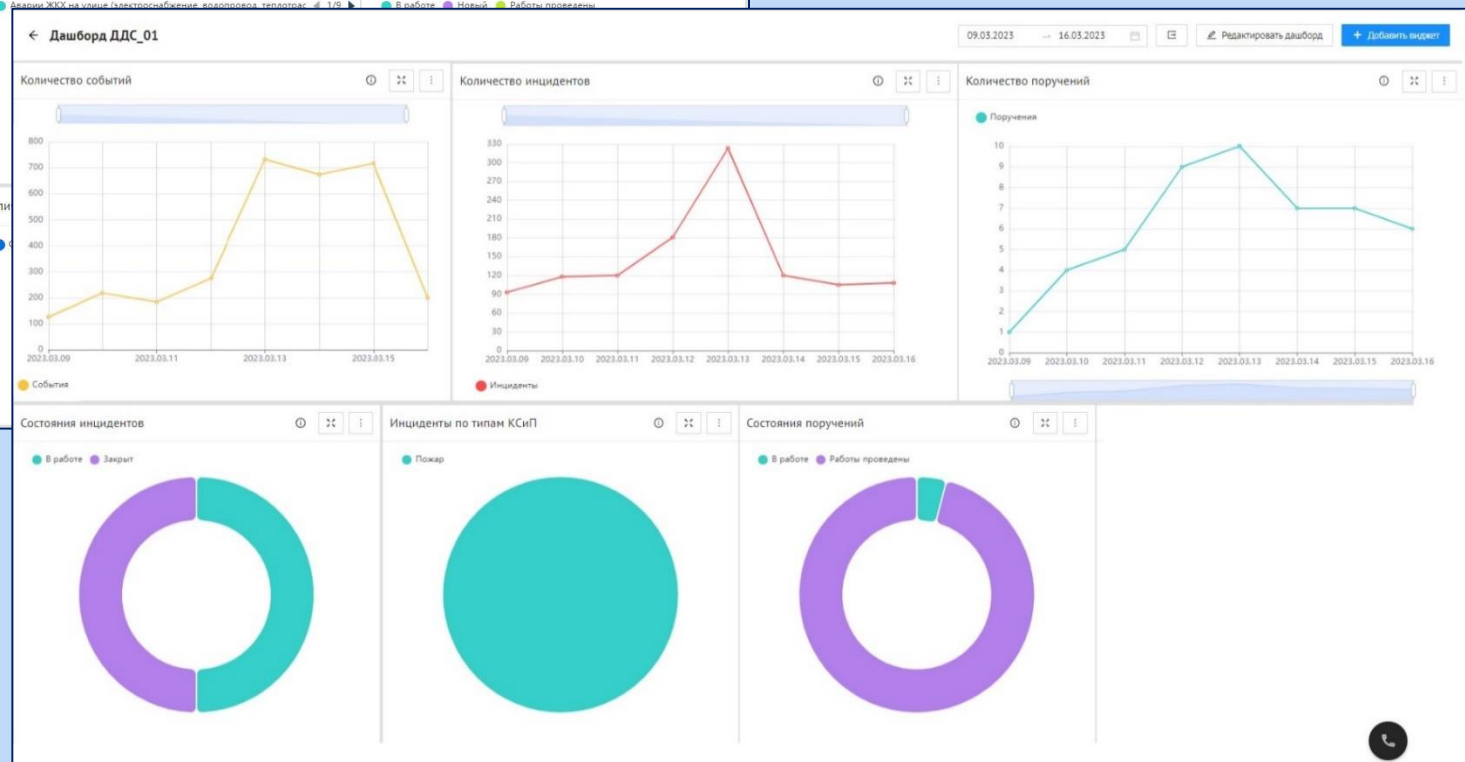 Аварии ЖКХ на улице (электроснабжение, водопровод, теплотрас 1/9
В работе Новый Работы проведены
Дашборд ДДС_01
09.03.2023 → 16.03.2023
Редактировать дашборд
+ Добавить виджет
Количество событий
800
700
600
500
400
300
200
100
0
2023.03.09 2023.03.11 2023.03.13 2023.03.15
События
Количество инцидентов
330
300
270
240
210
180
150
120
90
60
30
0
2023.03.09 2023.03.10 2023.03.11 2023.03.12 2023.03.13 2023.03.14 2023.03.15 2023.03.16
Инциденты
Количество поручений
Поручения
10
9
8
7
6
5
4
3
2
1
0
2023.03.09 2023.03.10 2023.03.11 2023.03.12 2023.03.13 2023.03.14 2023.03.15 2023.03.16
Состояния инцидентов
В работе Закрыт
Инциденты по типам КСиП
Пожар
Состояния поручений
В работе Работы проведены